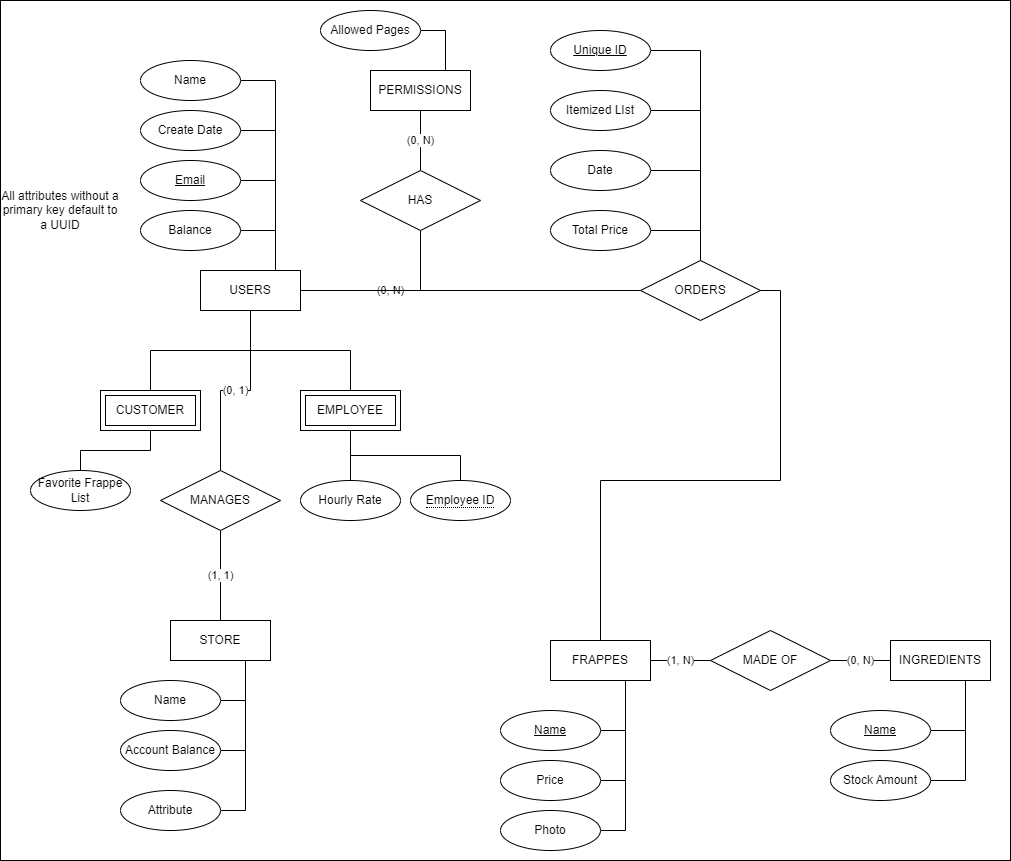 Allowed Pages
Unique ID
Name
PERMISSIONS
Itemized LIst
Create Date
(0, N)
Date
Email
All attributes without a
primary key default to
a UUID
HAS
Balance
Total Price
USERS
(0, N)
ORDERS
(0, 1)
CUSTOMER
EMPLOYEE
Favorite Frappe
List
MANAGES
Hourly Rate
Employee ID
(1, 1)
STORE
FRAPPES
(1, N)
MADE OF
(0, N)
INGREDIENTS
Name
Name
Name
Account Balance
Price
Stock Amount
Attribute
Photo